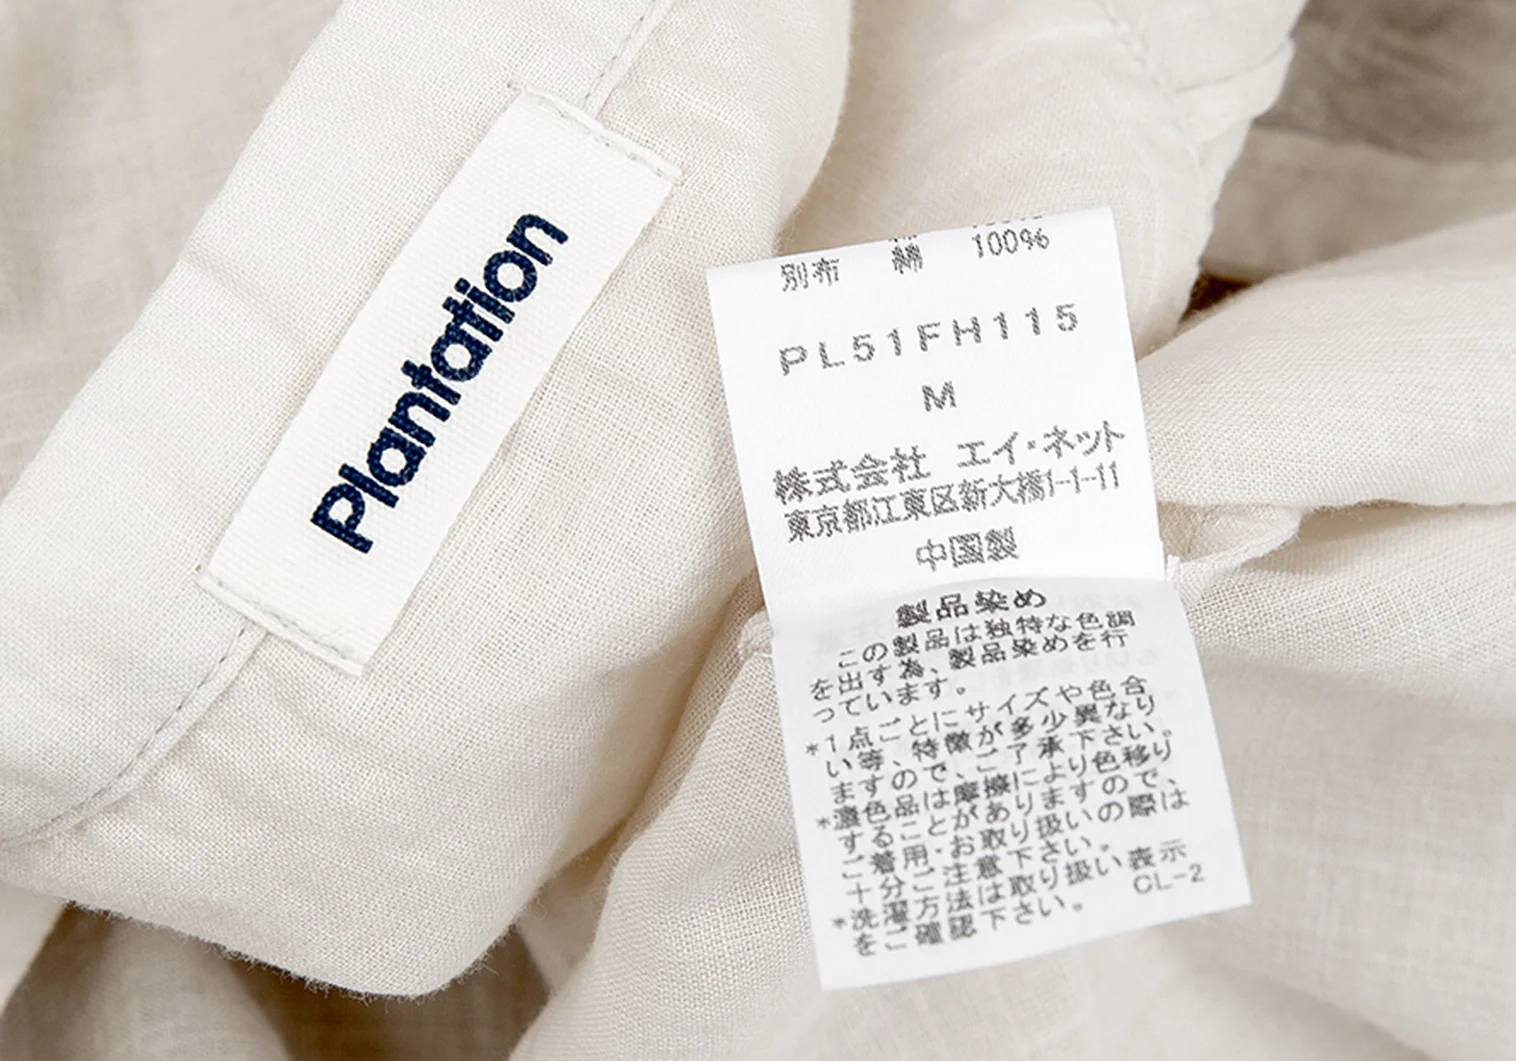 Plantation
別布 綿 100%
PL51FH115
M
株式会社 エイ・ネット
東京都江東区新大橋1-1-11
中国製
製品染め
この製品は独特な色調
を出す為、製品染めを行
っています。
*1点ごとにサイズや色合
い等、特徴が多少異なり
ますので、ご了承下さい。
*濃色品は摩擦により色移り
することがありますので、
ご着用・お取り扱いの際は
十分ご注意下さい。
*洗濯方法は取り扱い表示
をご確認下さい。
CL-2